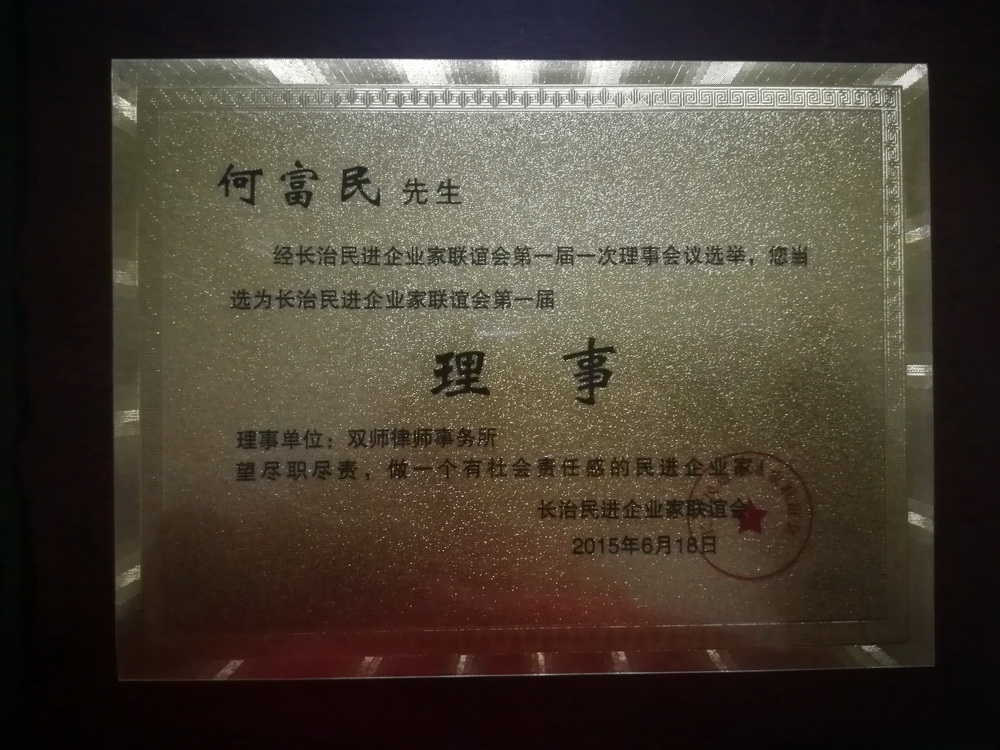 何富民 先生
经长治民进企业家联谊会第一届一次理事会议选举，您当
选为长治民进企业家联谊会第一届
理 事
理事单位：双师律师事务所
望尽职尽责，做一个有社会责任感的民进企业家！
长治民进企业家联谊会
2015年6月18日